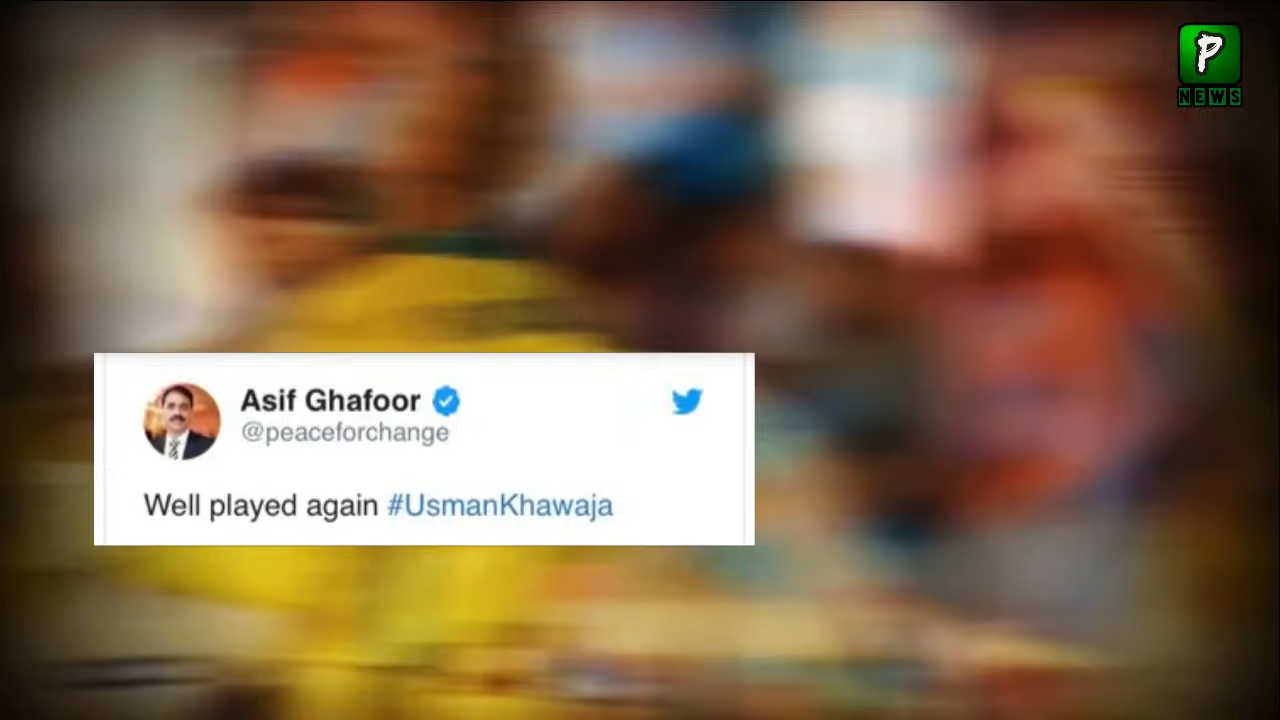 P
NEWS
Asif Ghafoor
@peaceforchange
Well played again #UsmanKhawaja